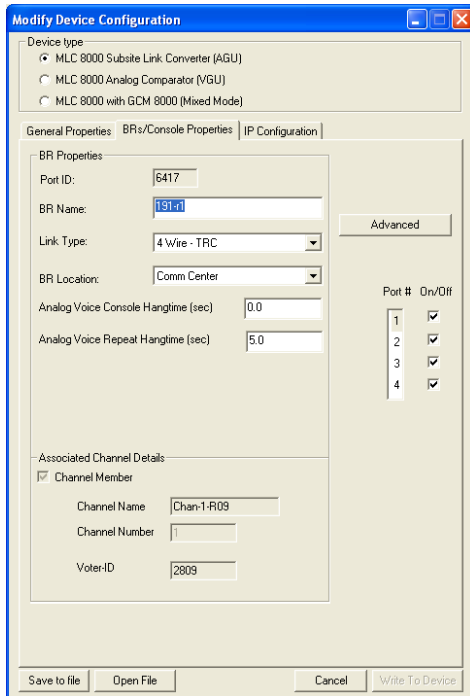 Modify Device Configuration
Device type
MLC 8000 Subsite Link Converter (AGU)
MLC 8000 Analog Comparator (VGU)
MLC 8000 with GCM 8000 (Mixed Mode)
General Properties BRs/Console Properties IP Configuration
BR Properties
Port ID: 6417
BR Name: 191-r1
Advanced
Link Type: 4 Wire - TRC
BR Location: Comm Center
Port # On/Off
Analog Voice Console Hangtime (sec) 0.0
1
Analog Voice Repeat Hangtime (sec) 5.0
2
3
4
Associated Channel Details
Channel Member
Channel Name Chan-1-R09
Channel Number 1
Voter-ID 2809
Save to file Open File Cancel Write To Device